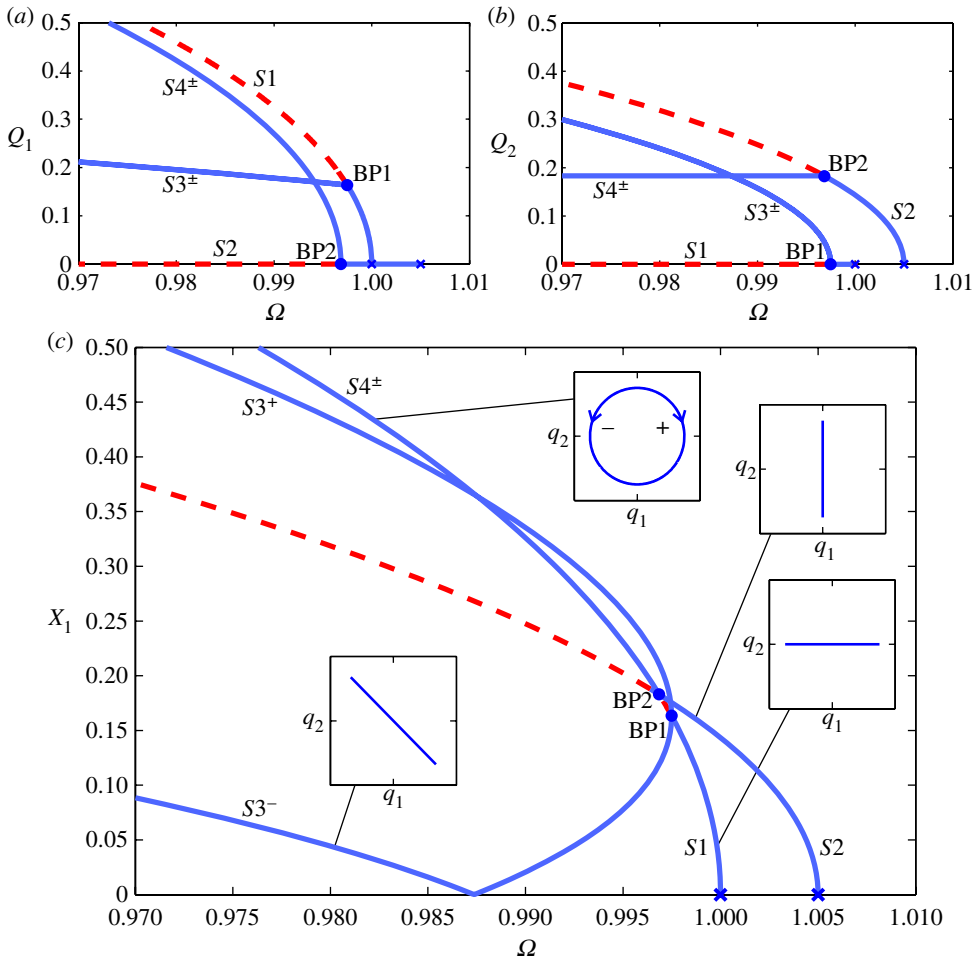 (a)
0.5
0.4
0.3
0.2
0.1
0
Q1
S4±
S1
S3±
BP1
S2
BP2
0.97 0.98 0.99 1.00 1.01
Ω
(b)
0.5
0.4
0.3
0.2
0.1
0
Q2
BP2
S4±
S3±
S2
S1
BP1
0.97 0.98 0.99 1.00 1.01
Ω
(c)
0.50
0.45
0.40
0.35
0.30
0.25
0.20
0.15
0.10
0.05
0
X1
S3+
S4±
q2
− +
q1
q2
q1
q2
q1
q2
q1
BP2
BP1
S3−
S1
S2
0.970 0.975 0.980 0.985 0.990 0.995 1.000 1.005 1.010
Ω